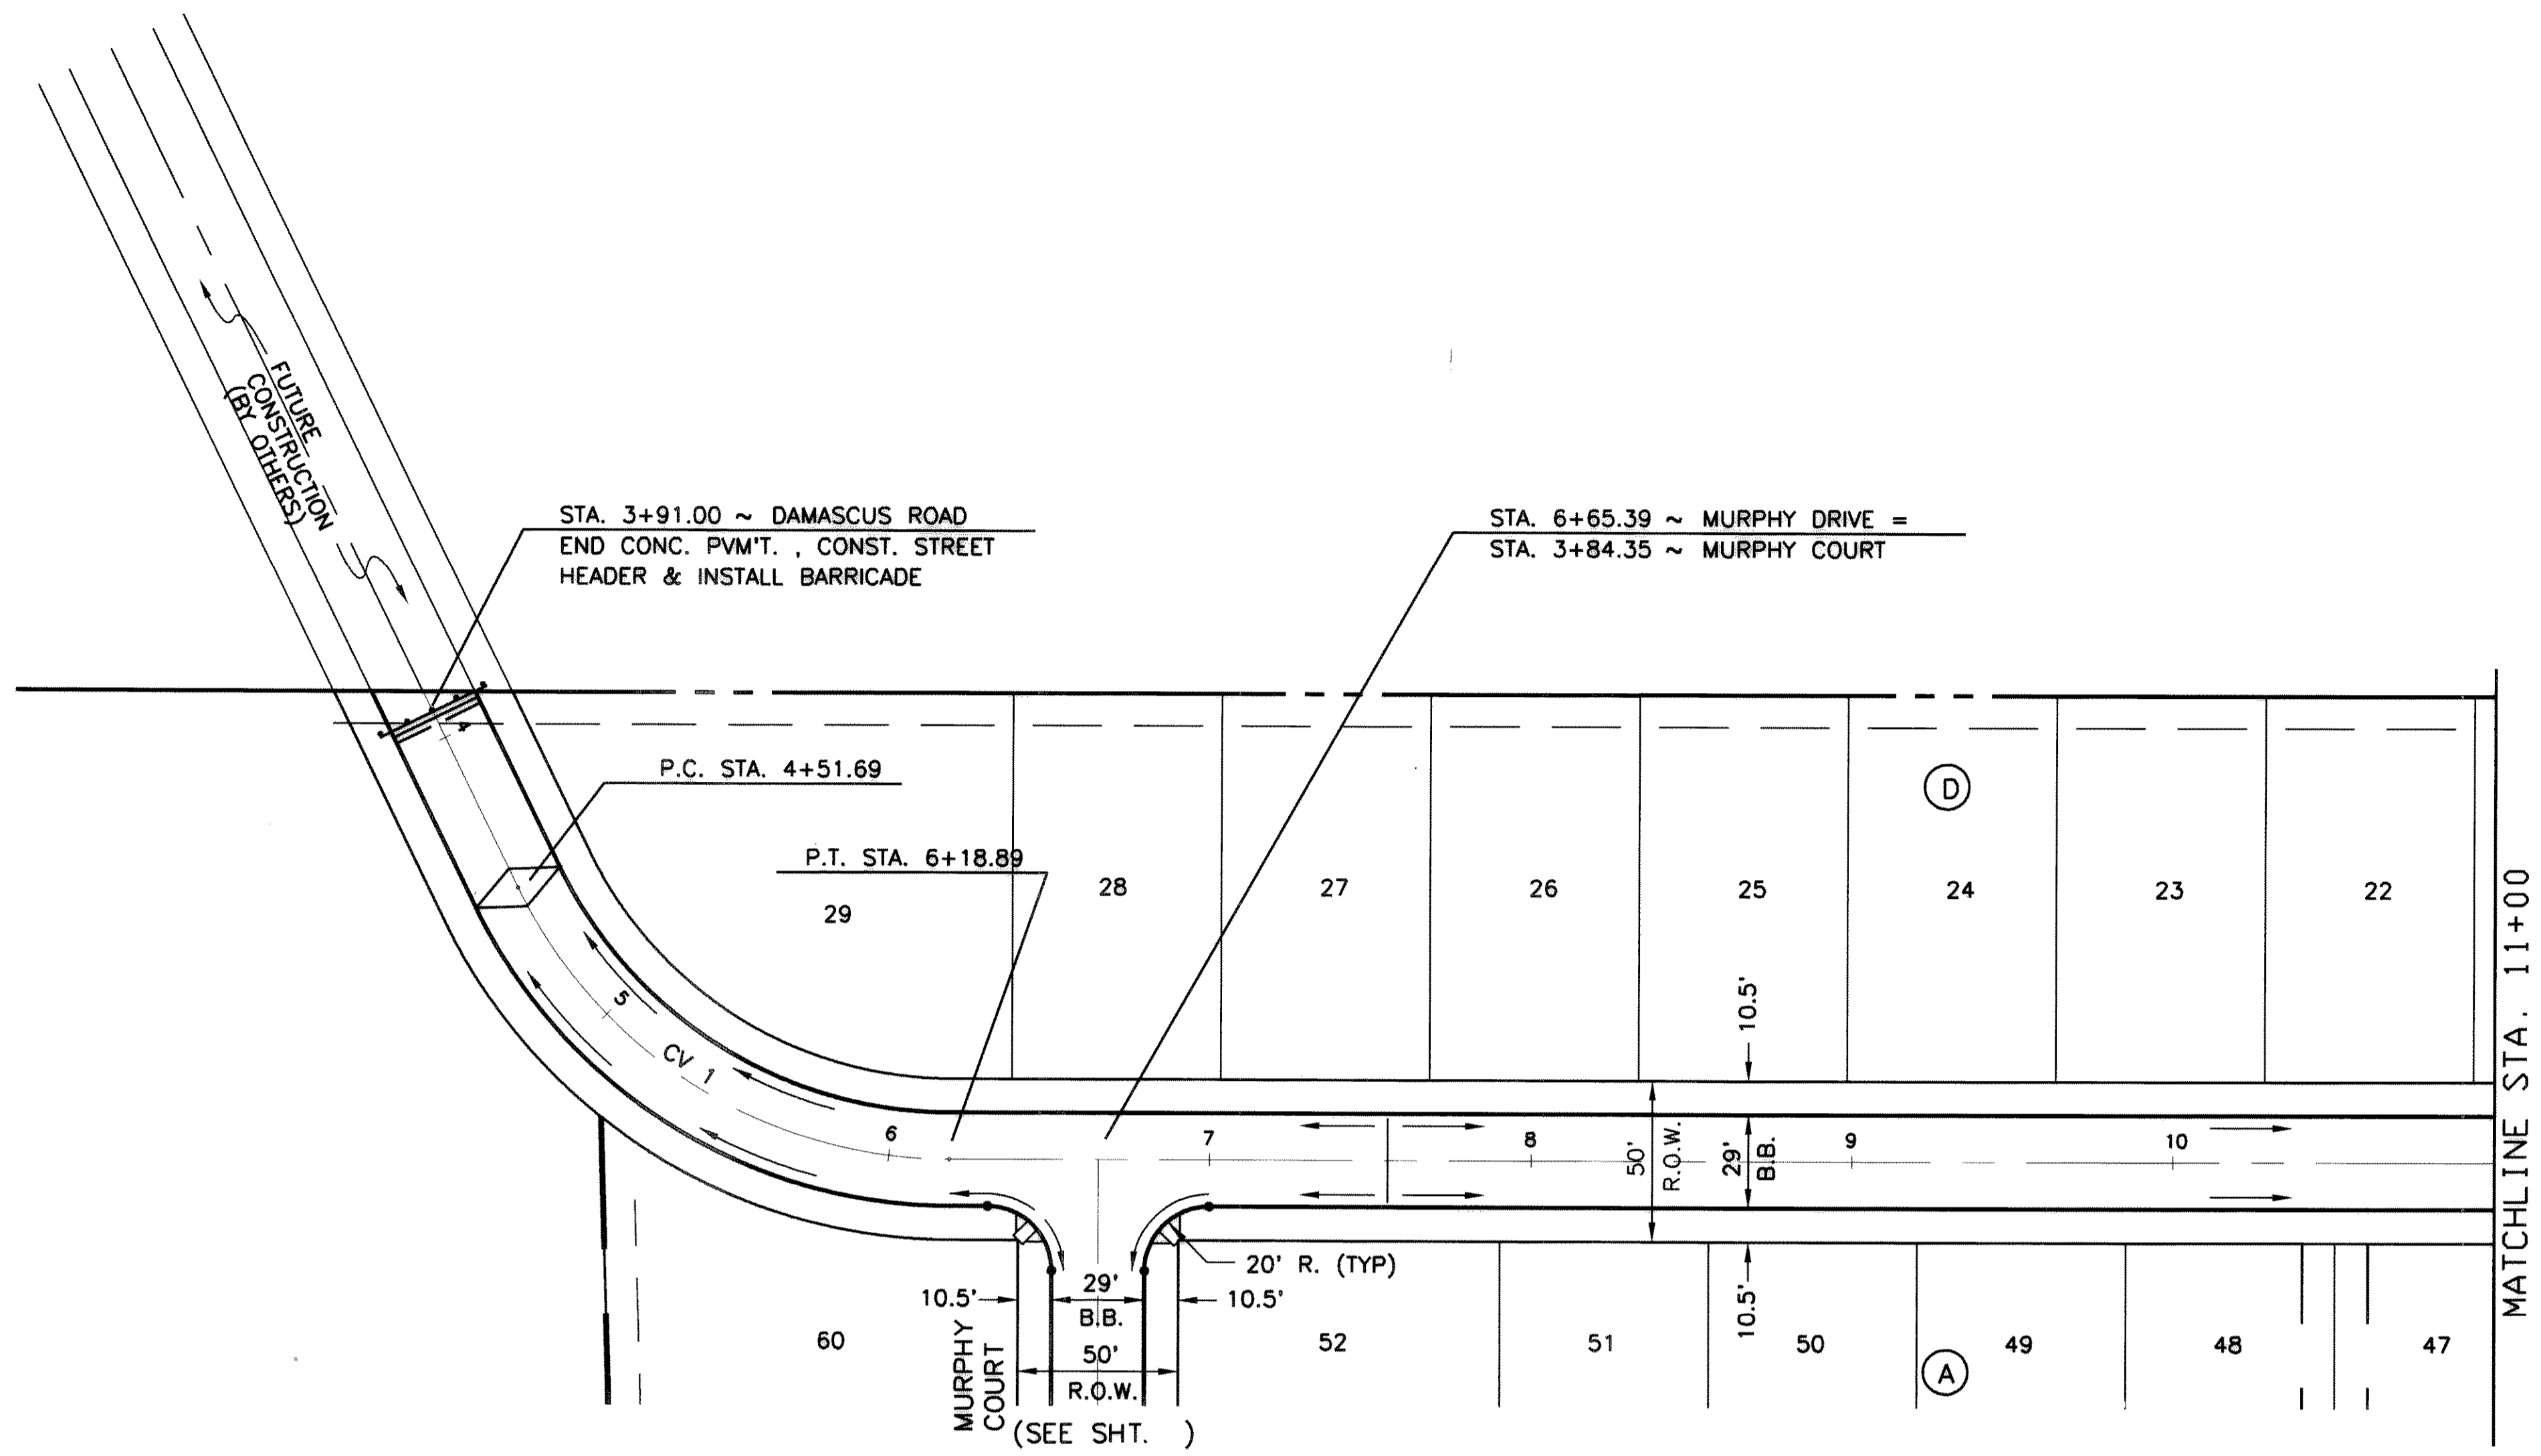 FUTURE
CONSTRUCTION
(BY OTHERS)
STA. 3+91.00 ~ DAMASCUS ROAD
END CONC. PVM'T. , CONST. STREET
HEADER & INSTALL BARRICADE
STA. 6+65.39 ~ MURPHY DRIVE =
STA. 3+84.35 ~ MURPHY COURT
4
P.C. STA. 4+51.69
P.T. STA. 6+18.89
D
29
28
27
26
25
24
23
22
MATCHLINE STA. 11+00
5
CV 1
10.5'
6
7
8
9
10
50'
R.O.W.
29'
B.B.
20' R. (TYP)
10.5'
29'
B.B.
10.5'
10.5'
60
MURPHY
COURT
50'
R.O.W.
(SEE SHT. )
52
51
50
49
48
47
A